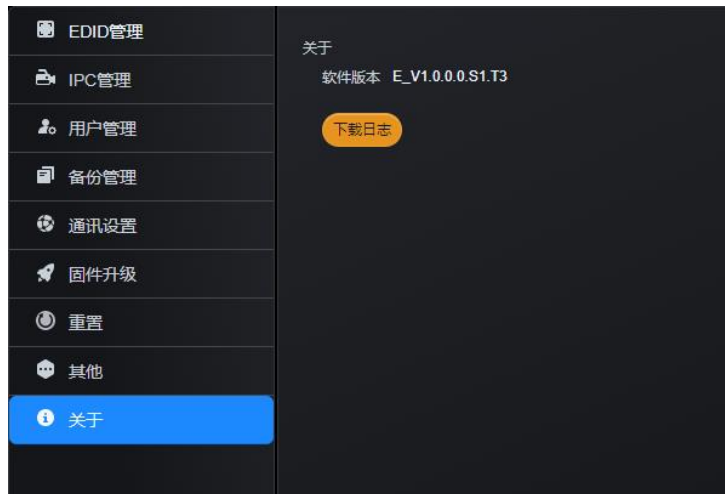 EDID管理
IPC管理
用户管理
备份管理
通讯设置
固件升级
重置
其他
关于
关于
软件版本 E_V1.0.0.0.S1.T3
下载日志